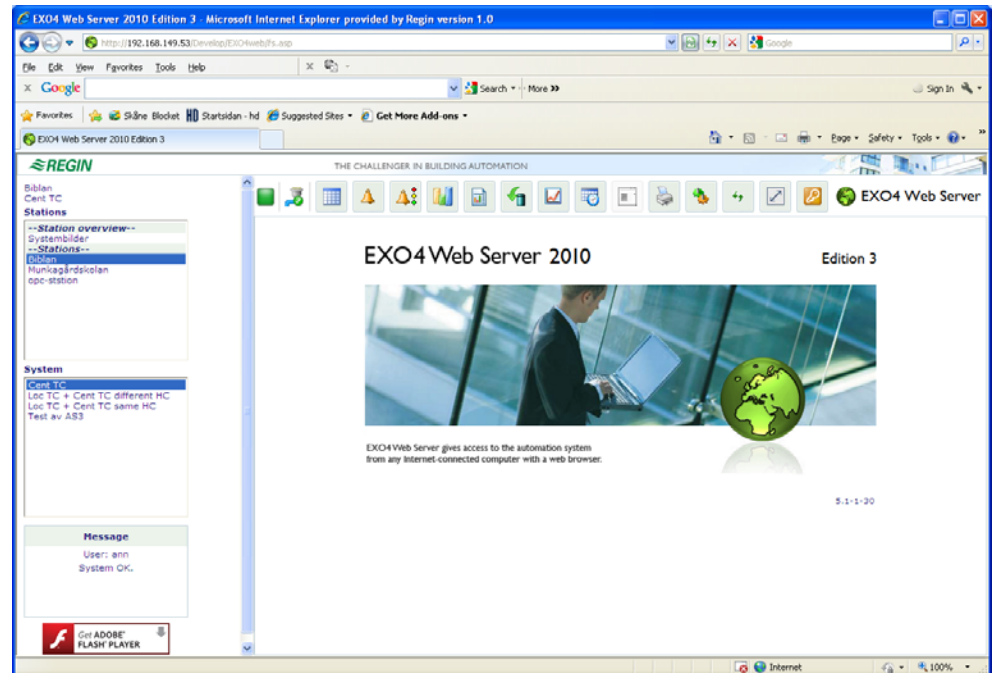 EXO4 Web Server 2010 Edition 3 - Microsoft Internet Explorer provided by Regin version 1.0
http://192.168.149.53/Develop/EXO4web/fs.asp
Google
File Edit View Favorites Tools Help
Google
Search
More »
Sign In
Favorites
Skåne Blocket
Startsidan - hd
Suggested Sites
Get More Add-ons
EXO4 Web Server 2010 Edition 3
Page Safety Tools
REGIN
THE CHALLENGER IN BUILDING AUTOMATION
Biblan
Cent TC
Stations
--Station overview--
Systembilder
--Stations--
Biblan
Munkagårdskolan
opc-ststion
System
Cent TC
Loc TC + Cent TC different HC
Loc TC + Cent TC same HC
Test av AS3
Message
User: ann
System OK.
Get ADOBE®
FLASH® PLAYER
EXO4 Web Server
EXO4 Web Server 2010
Edition 3
EXO4 Web Server gives access to the automation system
from any Internet-connected computer with a web browser.
5.1-1-20
Internet
100%